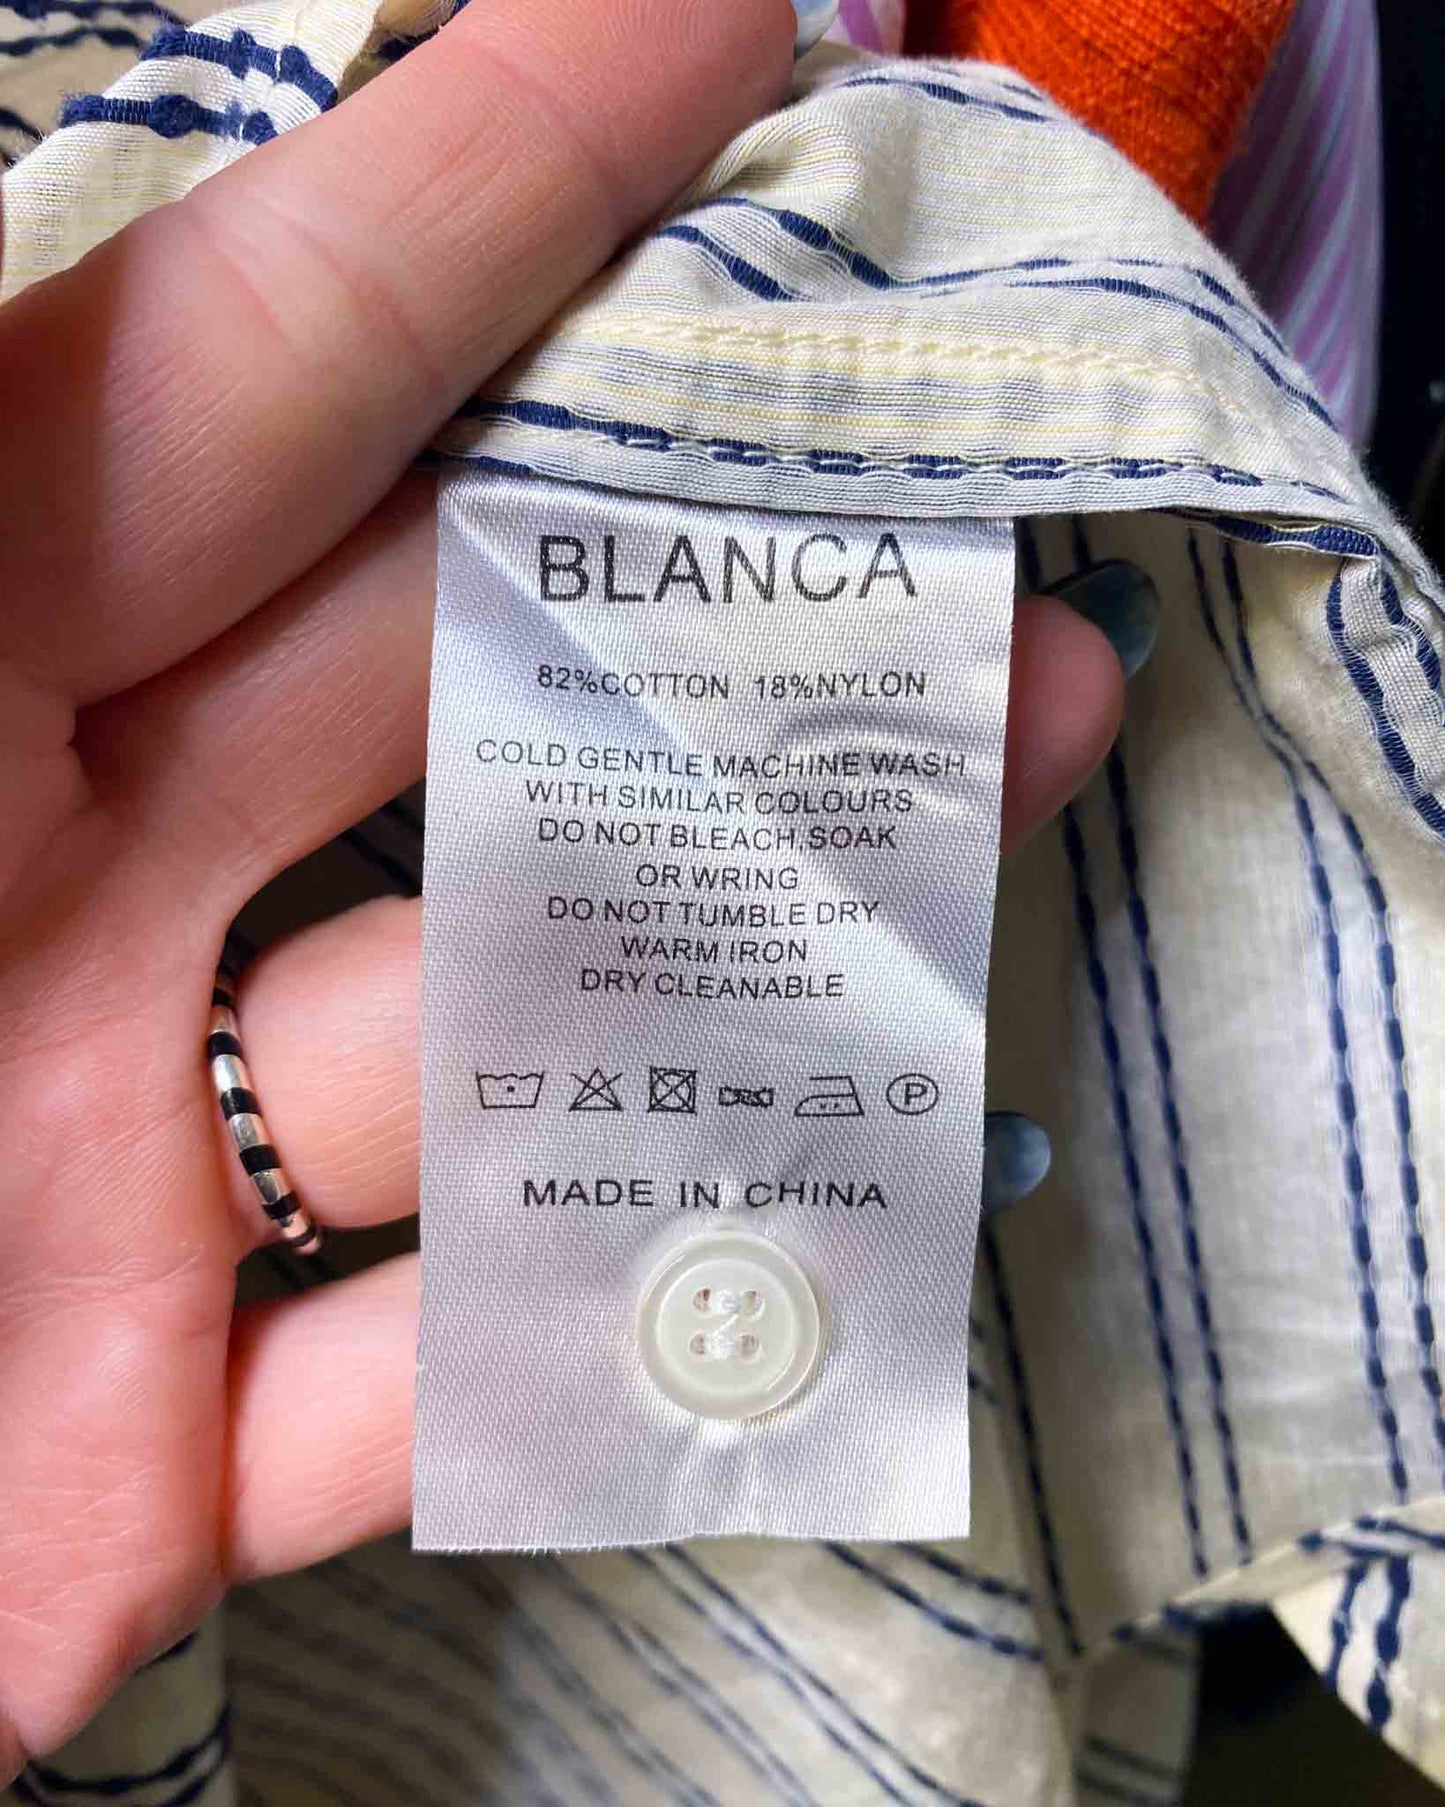 BLANCA
82%COTTON 18%NYLON
COLD GENTLE MACHINE WASH
WITH SIMILAR COLOURS
DO NOT BLEACH,SOAK
OR WRING
DO NOT TUMBLE DRY
WARM IRON
DRY CLEANABLE
P
MADE IN CHINA